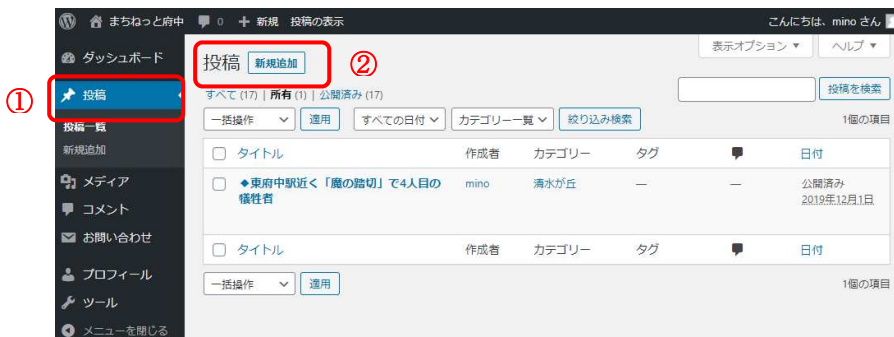 まちねっと府中 0 + 新規 投稿の表示 こんにちは、mino さん
ダッシュボード
① 投稿
投稿一覧
新規追加
メディア
コメント
お問い合わせ
プロフィール
ツール
メニューを閉じる
表示オプション ▼ ヘルプ ▼
投稿 新規追加 ②
すべて (17) | 所有 (1) | 公開済み (17)
投稿を検索
一括操作 適用 すべての日付 カテゴリー一覧 絞り込み検索 1個の項目
タイトル 作成者 カテゴリー タグ 日付
◆東府中駅近く「魔の踏切」で4人目の mino 清水が丘 — — 公開済み
犠牲者 2019年12月1日
タイトル 作成者 カテゴリー タグ 日付
一括操作 適用 1個の項目